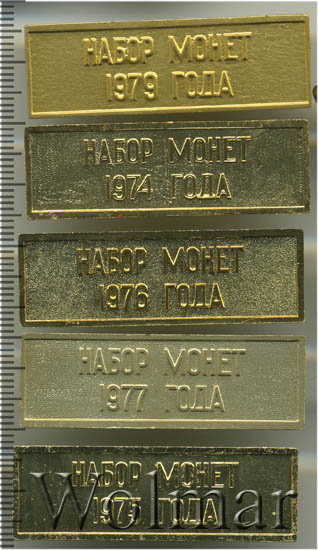 НАБОР МОНЕТ
1979 ГОДА
НАБОР МОНЕТ
1974 ГОДА
НАБОР МОНЕТ
1976 ГОДА
НАБОР МОНЕТ
1977 ГОДА
НАБОР МОНЕТ
1975 ГОДА
Wolmar